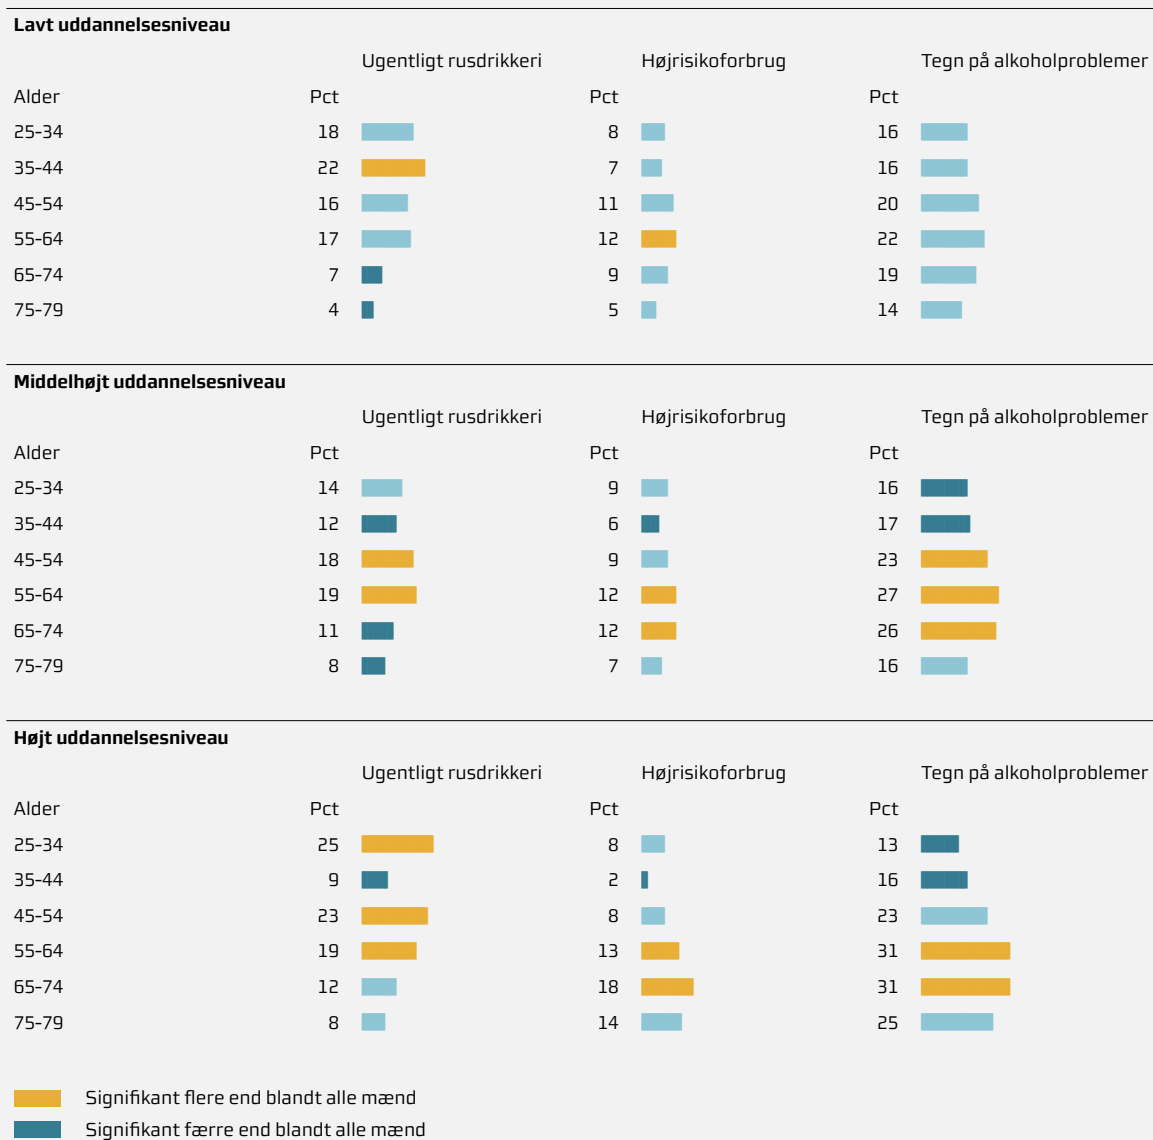 Lavt uddannelsesniveau
Ugentligt rusdrikkeri Højrisikoforbrug Tegn på alkoholproblemer
Alder Pct Pct Pct
25-34 18 8 16
35-44 22 7 16
45-54 16 11 20
55-64 17 12 22
65-74 7 9 19
75-79 4 5 14
Middelhøjt uddannelsesniveau
Ugentligt rusdrikkeri Højrisikoforbrug Tegn på alkoholproblemer
Alder Pct Pct Pct
25-34 14 9 16
35-44 12 6 17
45-54 18 9 23
55-64 19 12 27
65-74 11 12 26
75-79 8 7 16
Højt uddannelsesniveau
Ugentligt rusdrikkeri Højrisikoforbrug Tegn på alkoholproblemer
Alder Pct Pct Pct
25-34 25 8 13
35-44 9 2 16
45-54 23 8 23
55-64 19 13 31
65-74 12 18 31
75-79 8 14 25
Signifikant flere end blandt alle mænd
Signifikant færre end blandt alle mænd